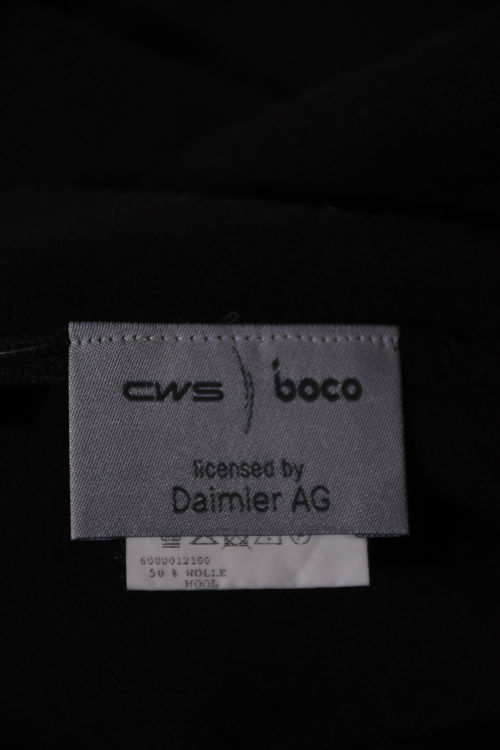 CWS boco
licensed by
Daimler AG
6000012100
50 % WOLLE
WOOL